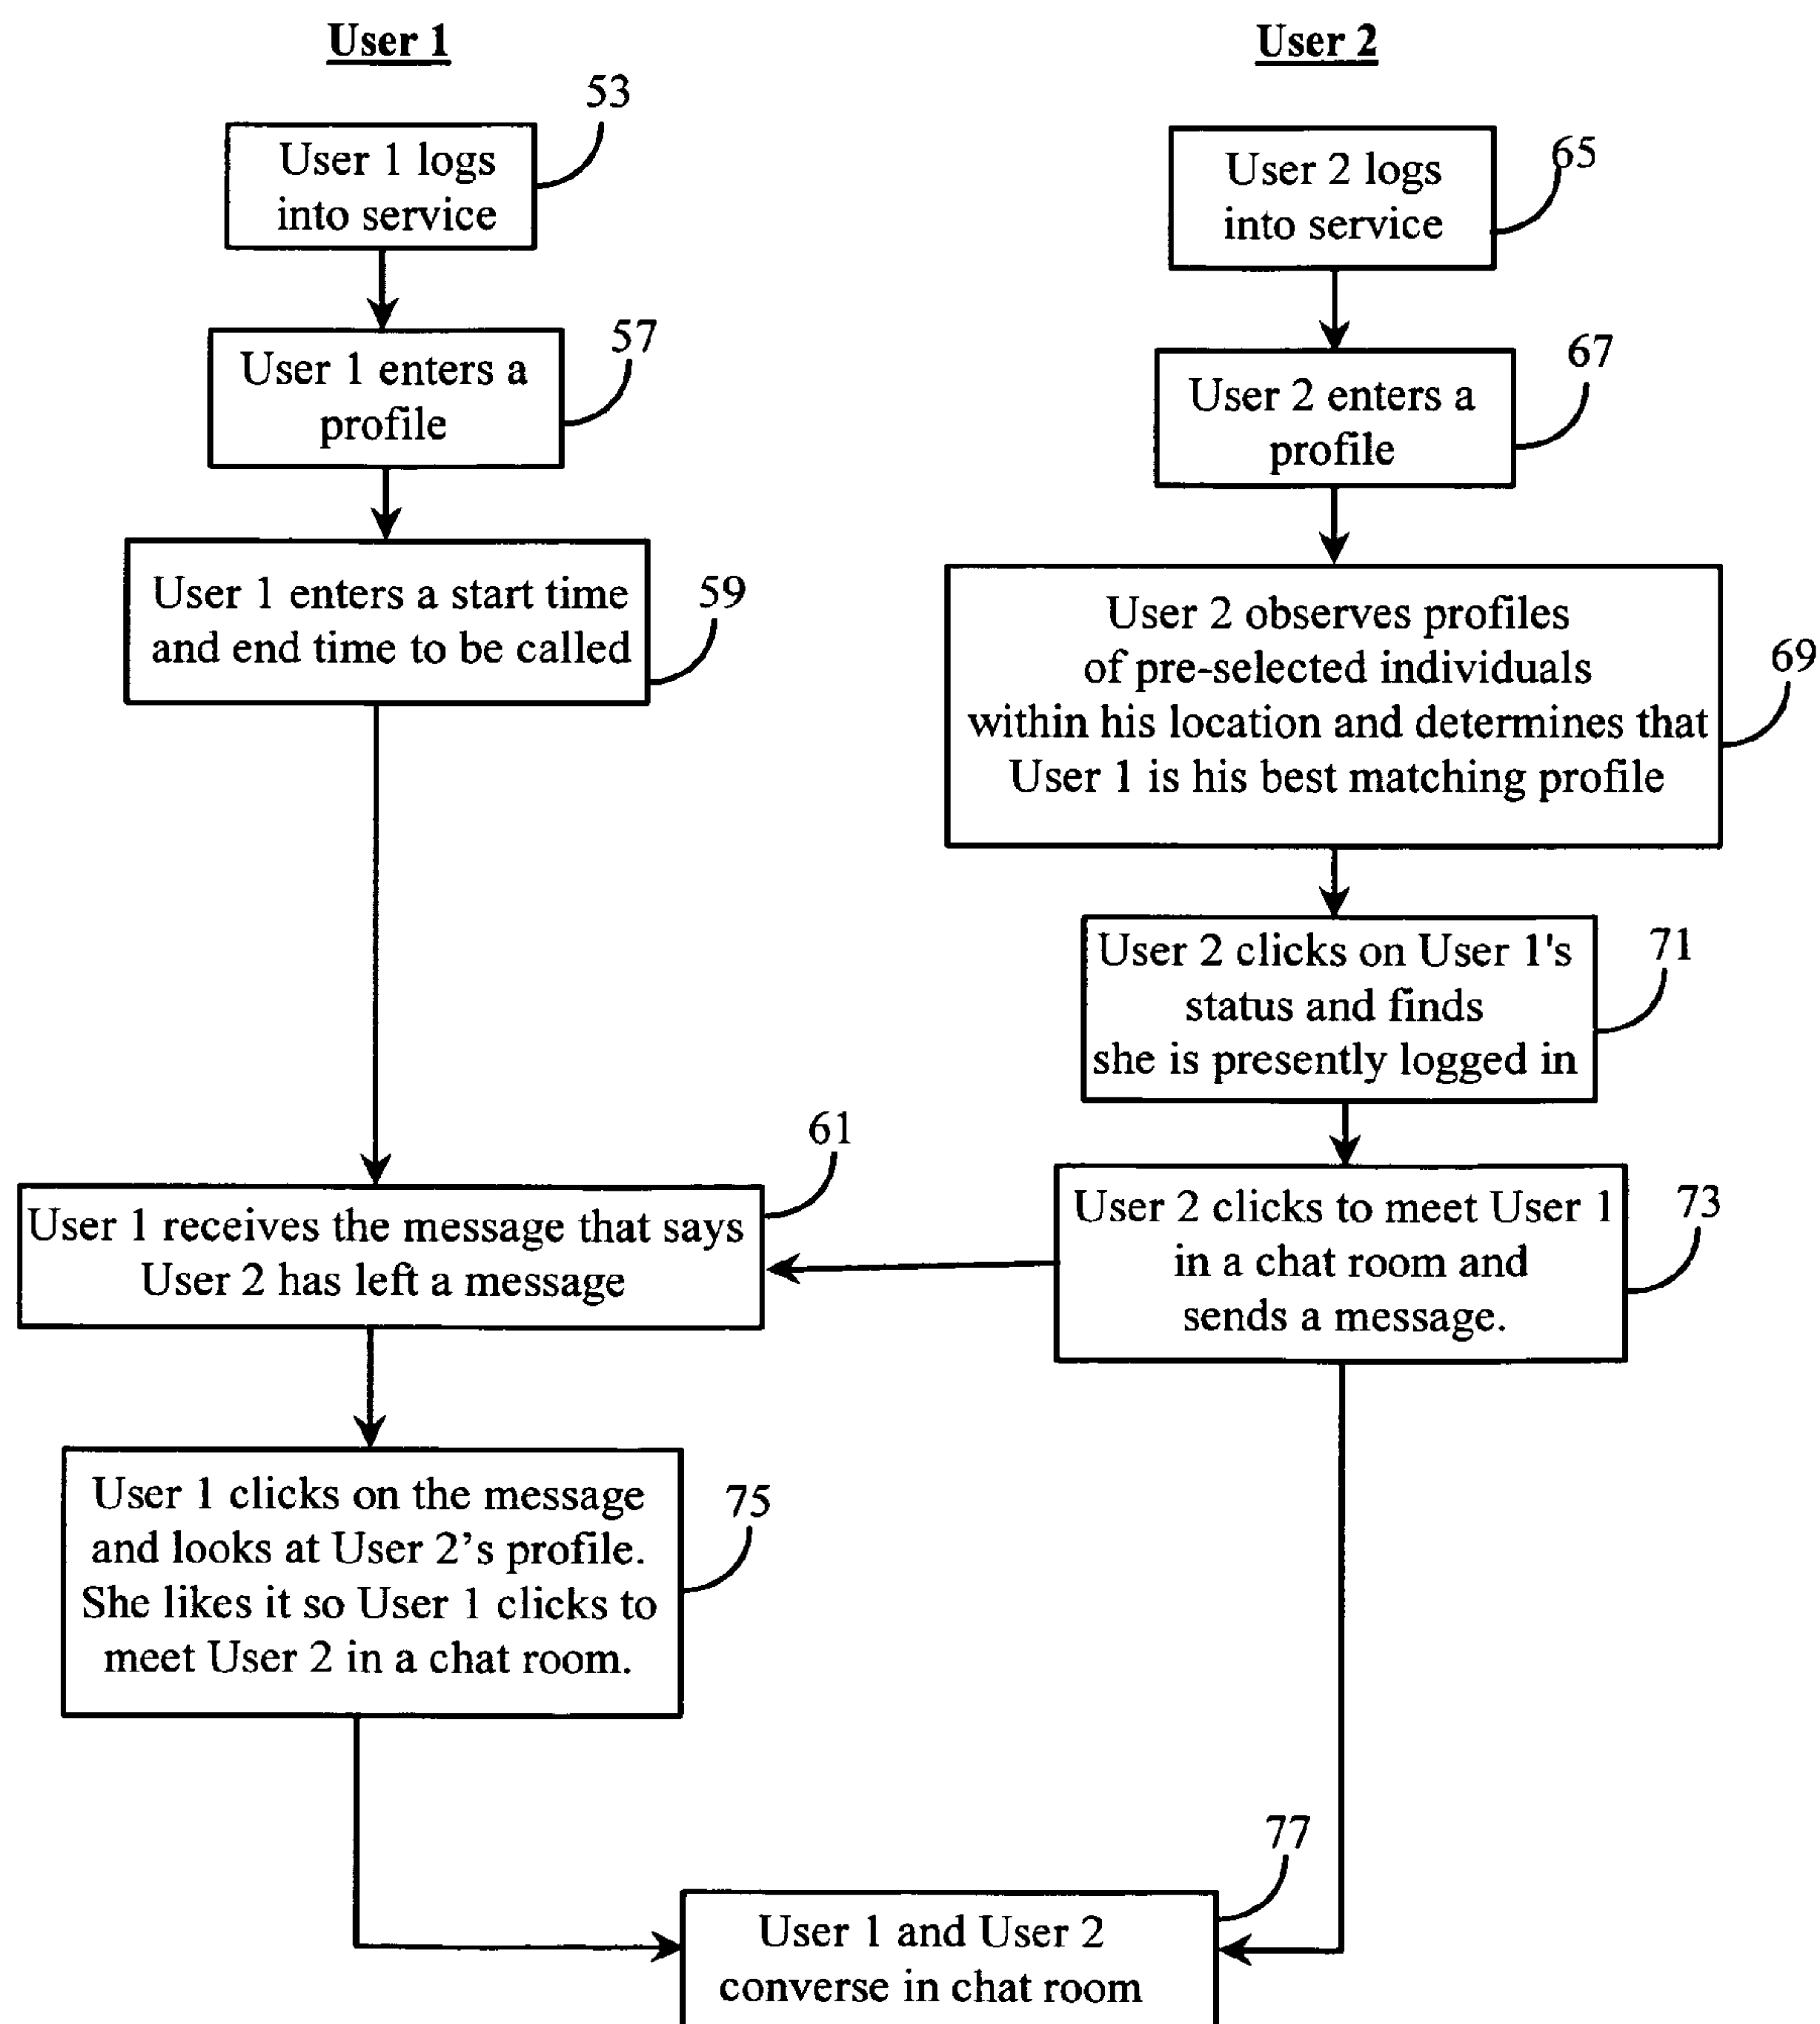 User 1
53
User 1 logs
into service
57
User 1 enters a
profile
59
User 1 enters a start time
and end time to be called
61
User 1 receives the message that says
User 2 has left a message
75
User 1 clicks on the message
and looks at User 2’s profile.
She likes it so User 1 clicks to
meet User 2 in a chat room.
User 2
65
User 2 logs
into service
67
User 2 enters a
profile
69
User 2 observes profiles
of pre-selected individuals
within his location and determines that
User 1 is his best matching profile
71
User 2 clicks on User 1's
status and finds
she is presently logged in
73
User 2 clicks to meet User 1
in a chat room and
sends a message.
77
User 1 and User 2
converse in chat room